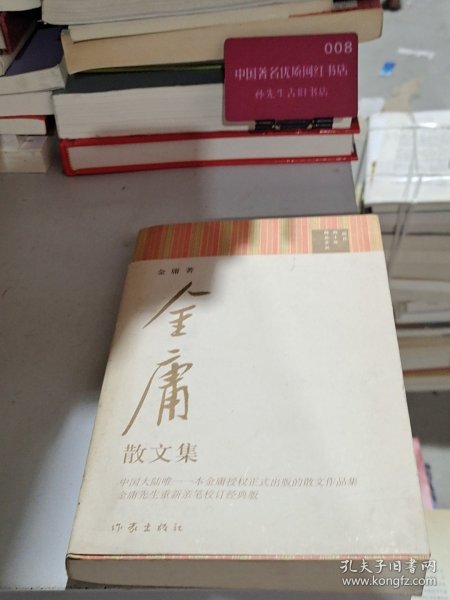 008
中国著名优质网红书店
孙先生古旧书店
金庸 著
金庸
散文集
中国大陆唯一一本金庸授权正式出版的散文作品集
金庸先生重新亲笔校订经典版
作家出版社
孔夫子旧书网
www.kongfz.com